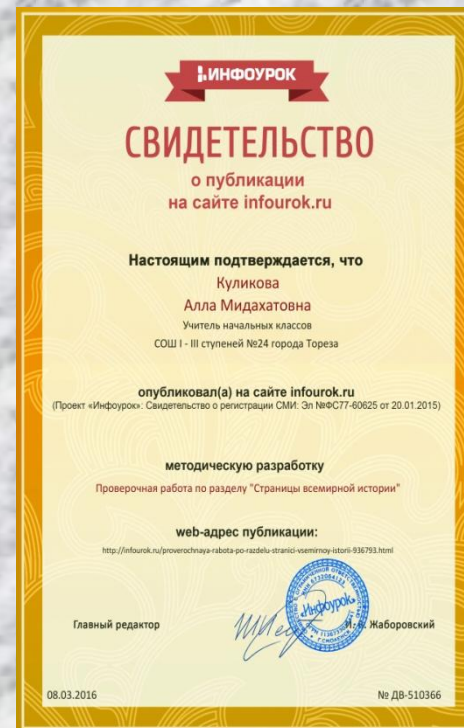 ИНФОУРОК
СВИДЕТЕЛЬСТВО
о публикации
на сайте infourok.ru
Настоящим подтверждается, что
Куликова
Алла Мидахатовна
Учитель начальных классов
СОШ I - III ступеней №24 города Тореза
опубликовал(а) на сайте infourok.ru
(Проект «Инфоурок»: Свидетельство о регистрации СМИ: Эл №ФС77-60625 от 20.01.2015)
методическую разработку
Проверочная работа по разделу "Страницы всемирной истории"
web-адрес публикации:
http://infourok.ru/proverochnaya-rabota-po-razdelu-stranici-vsemirnoy-istorii-936793.html
Главный редактор
«Инфоурок»
И. В. Жаборовский
08.03.2016
№ ДВ-510366